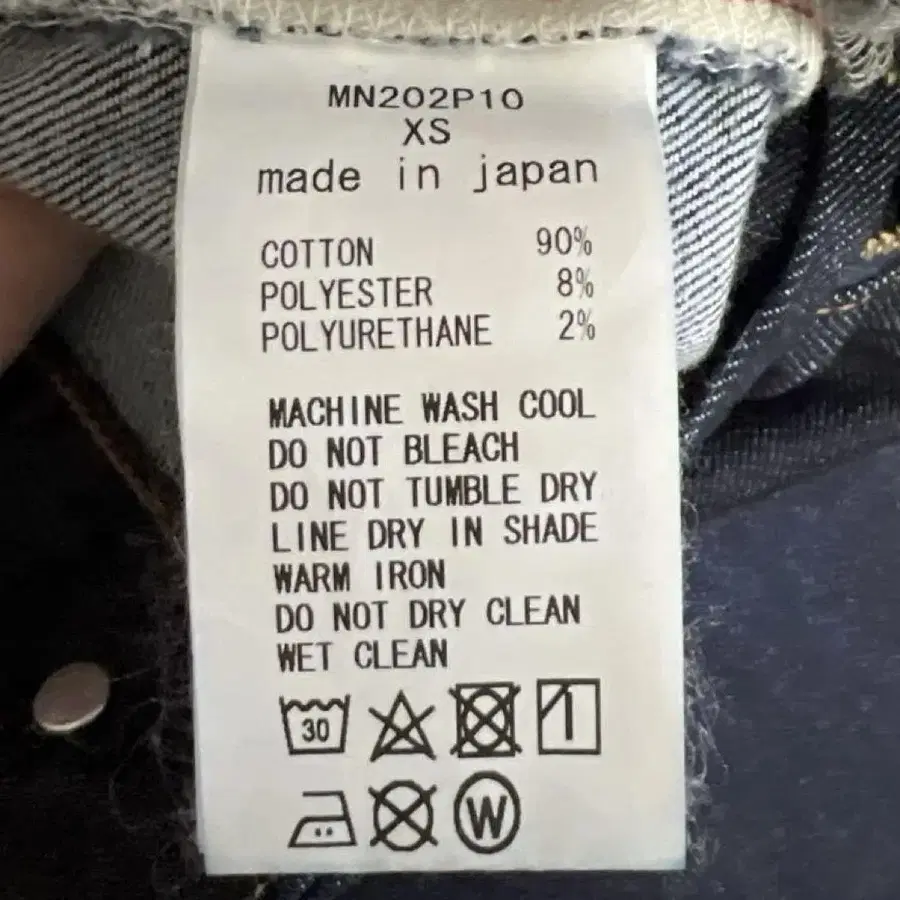 MN202P10
XS
made in japan
COTTON 90%
POLYESTER 8%
POLYURETHANE 2%
MACHINE WASH COOL
DO NOT BLEACH
DO NOT TUMBLE DRY
LINE DRY IN SHADE
WARM IRON
DO NOT DRY CLEAN
WET CLEAN
30
W